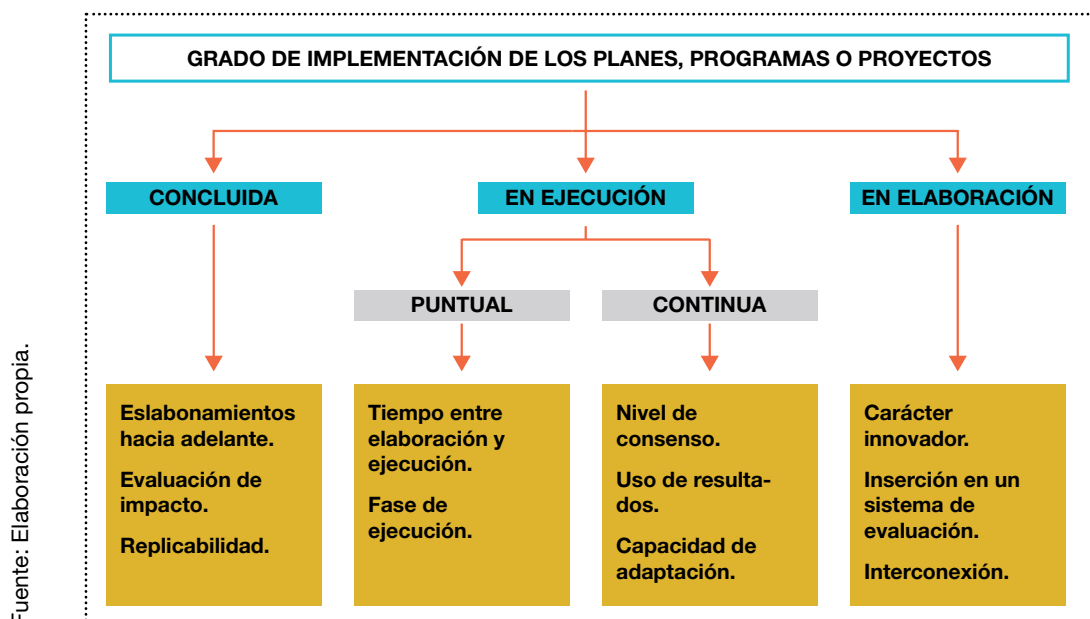 GRADO DE IMPLEMENTACIÓN DE LOS PLANES, PROGRAMAS O PROYECTOS
CONCLUIDA
EN EJECUCIÓN
EN ELABORACIÓN
PUNTUAL
CONTINUA
Eslabonamientos
hacia adelante.
Evaluación de
impacto.
Replicabilidad.
Tiempo entre
elaboración y
ejecución.
Fase de
ejecución.
Nivel de
consenso.
Uso de resulta-
dos.
Capacidad de
adaptación.
Carácter
innovador.
Inserción en un
sistema de
evaluación.
Interconexión.
Fuente: Elaboración propia.